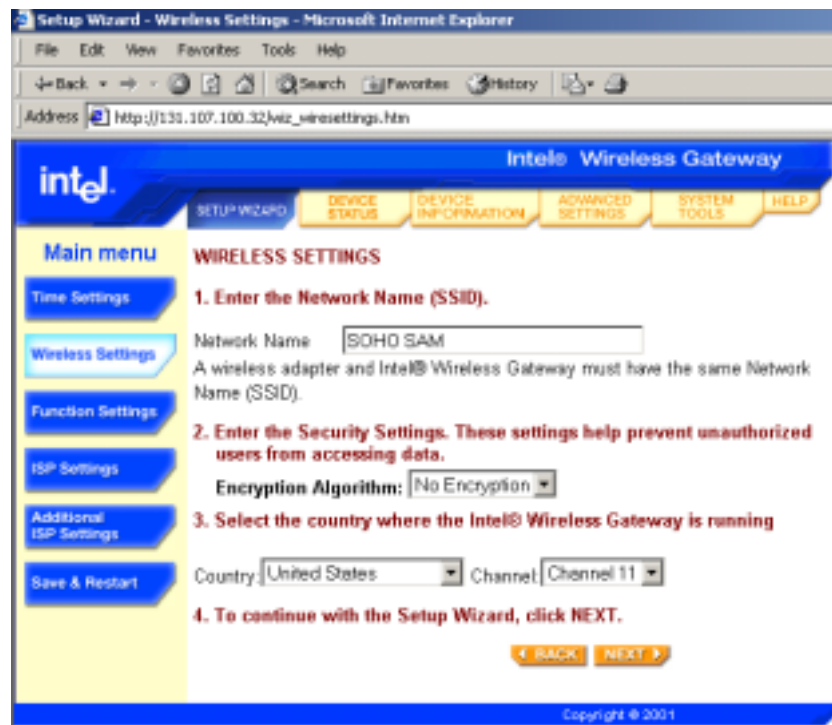 Setup Wizard - Wireless Settings - Microsoft Internet Explorer
File Edit View Favorites Tools Help
Back Search Favorites History
Address http://131.107.100.32/wiz_wiresettings.htm
intel.
Intel® Wireless Gateway
SETUP WIZARD
DEVICE STATUS
DEVICE INFORMATION
ADVANCED SETTINGS
SYSTEM TOOLS
HELP
Main menu
Time Settings
Wireless Settings
Function Settings
ISP Settings
Additional
ISP Settings
Save & Restart
WIRELESS SETTINGS
1. Enter the Network Name (SSID).
Network Name SOHO SAM
A wireless adapter and Intel® Wireless Gateway must have the same Network
Name (SSID).
2. Enter the Security Settings. These settings help prevent unauthorized
users from accessing data.
Encryption Algorithm: No Encryption
3. Select the country where the Intel® Wireless Gateway is running
Country: United States Channel: Channel 11
4. To continue with the Setup Wizard, click NEXT.
BACK NEXT
Copyright © 2001